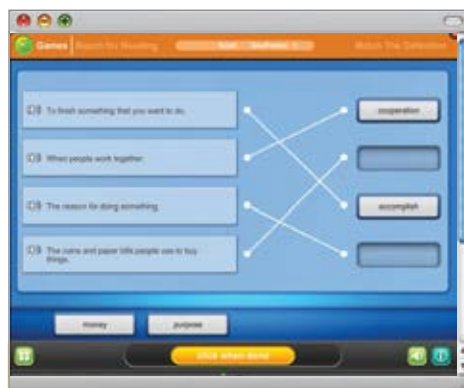 Games
Match The Definition
To finish something that you want to do.
cooperation
When people work together.
The reason for doing something.
accomplish
The coins and paper bills people use to buy
things.
money
purpose
click when done